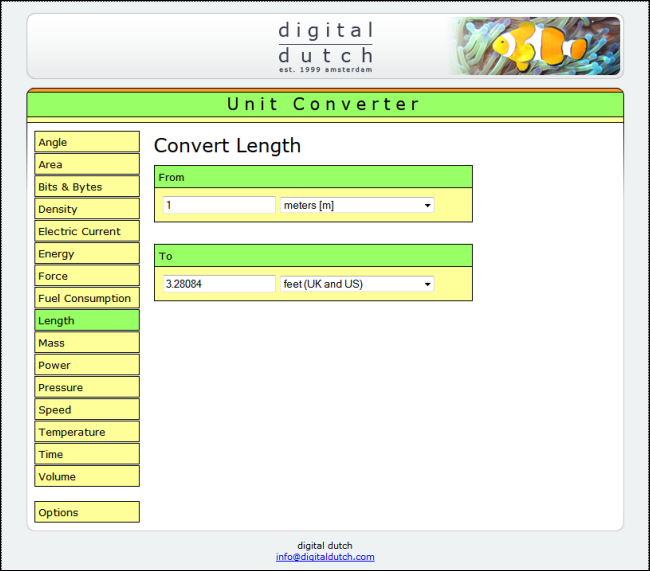 digital
dutch
est. 1999 amsterdam
Unit Converter
Angle
Area
Bits & Bytes
Density
Electric Current
Energy
Force
Fuel Consumption
Length
Mass
Power
Pressure
Speed
Temperature
Time
Volume
Options
Convert Length
From
1 meters [m]
To
3.28084 feet (UK and US)
digital dutch
info@digitaldutch.com